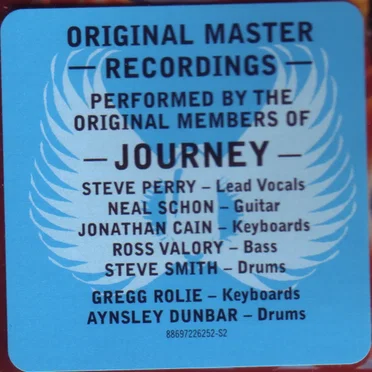 ORIGINAL MASTER
— RECORDINGS —
PERFORMED BY THE
ORIGINAL MEMBERS OF
— JOURNEY —
STEVE PERRY – Lead Vocals
NEAL SCHON – Guitar
JONATHAN CAIN – Keyboards
ROSS VALORY – Bass
STEVE SMITH – Drums
GREGG ROLIE – Keyboards
AYNSLEY DUNBAR – Drums
88697226252-S2